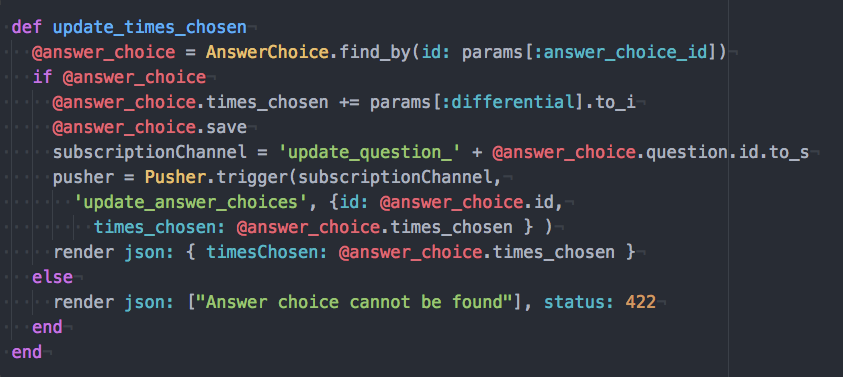 def update_times_chosen
  @answer_choice = AnswerChoice.find_by(id: params[:answer_choice_id])
  if @answer_choice
    @answer_choice.times_chosen += params[:differential].to_i
    @answer_choice.save
    subscriptionChannel = 'update_question_' + @answer_choice.question.id.to_s
    pusher = Pusher.trigger(subscriptionChannel,
      'update_answer_choices', {id: @answer_choice.id,
        times_chosen: @answer_choice.times_chosen } )
    render json: { timesChosen: @answer_choice.times_chosen }
  else
    render json: ["Answer choice cannot be found"], status: 422
  end
end